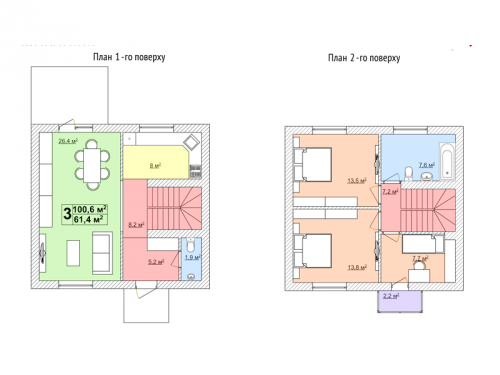 План 1-го поверху
План 2-го поверху
26,4 м²
8 м²
3 100,6 м²
61,4 м²
8,2 м²
5,2 м²
1,9 м²
13,5 м²
7,6 м²
7,2 м²
13,8 м²
7,7 м²
2,2 м²